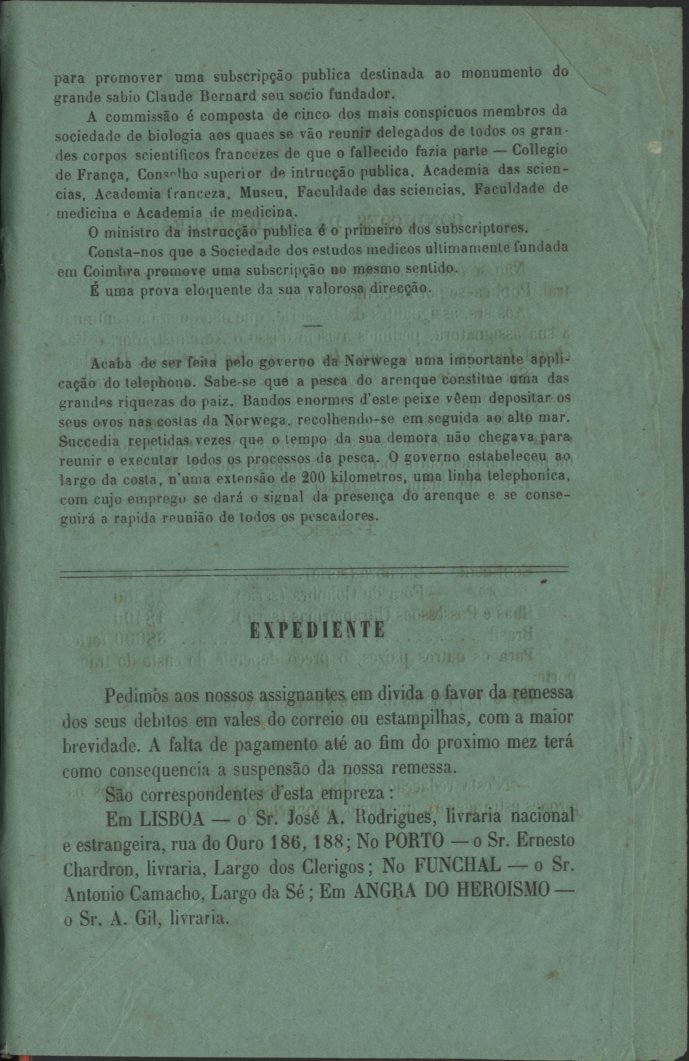 para promover uma subscripção publica destinada ao monumento do
grande sabio Claude Bernard seu socio fundador.
A commissão é composta de cinco dos mais conspicuos membros da
sociedade de biologia aos quaes se vão reunir delegados de todos os gran-
des corpos scientificos francezes de que o fallecido fazia parte — Collegio
de França, Conselho superior de intrucção publica, Academia das scien-
cias, Academia franceza, Museu, Faculdade das sciencias, Faculdade de
medicina e Academia de medicina.
O ministro da instrucção publica é o primeiro dos subscriptores.
Consta-nos que a Sociedade dos estudos medicos ultimamente fundada
em Coimbra promove uma subscripção no mesmo sentido.
É uma prova eloquente da sua valorosa direcção.
Acaba de ser feita pelo governo da Norwega uma importante appli-
cação do telephono. Sabe-se que a pesca do arenque constitue uma das
grandes riquezas do paiz. Bandos enormes d'este peixe vêem depositar os
seus ovos nas costas da Norwega, recolhendo-se em seguida ao alto mar.
Succedia repetidas vezes que o tempo da sua demora não chegava para
reunir e executar todos os processos da pesca. O governo estabeleceu ao
largo da costa, n'uma extensão de 200 kilometros, uma linha telephonica,
com cujo emprego se dará o signal da presença do arenque e se conse-
guirá a rapida reunião de todos os pescadores.
EXPEDIENTE
Pedimos aos nossos assignantes em divida o favor da remessa
dos seus debitos em vales do correio ou estampilhas, com a maior
brevidade. A falta de pagamento até ao fim do proximo mez terá
como consequencia a suspensão da nossa remessa.
São correspondentes d'esta empreza:
Em LISBOA — o Sr. José A. Rodrigues, livraria nacional
e estrangeira, rua do Ouro 186, 188; No PORTO — o Sr. Ernesto
Chardron, livraria, Largo dos Clerigos; No FUNCHAL — o Sr.
Antonio Camacho, Largo da Sé; Em ANGRA DO HEROISMO —
o Sr. A. Gil, livraria.